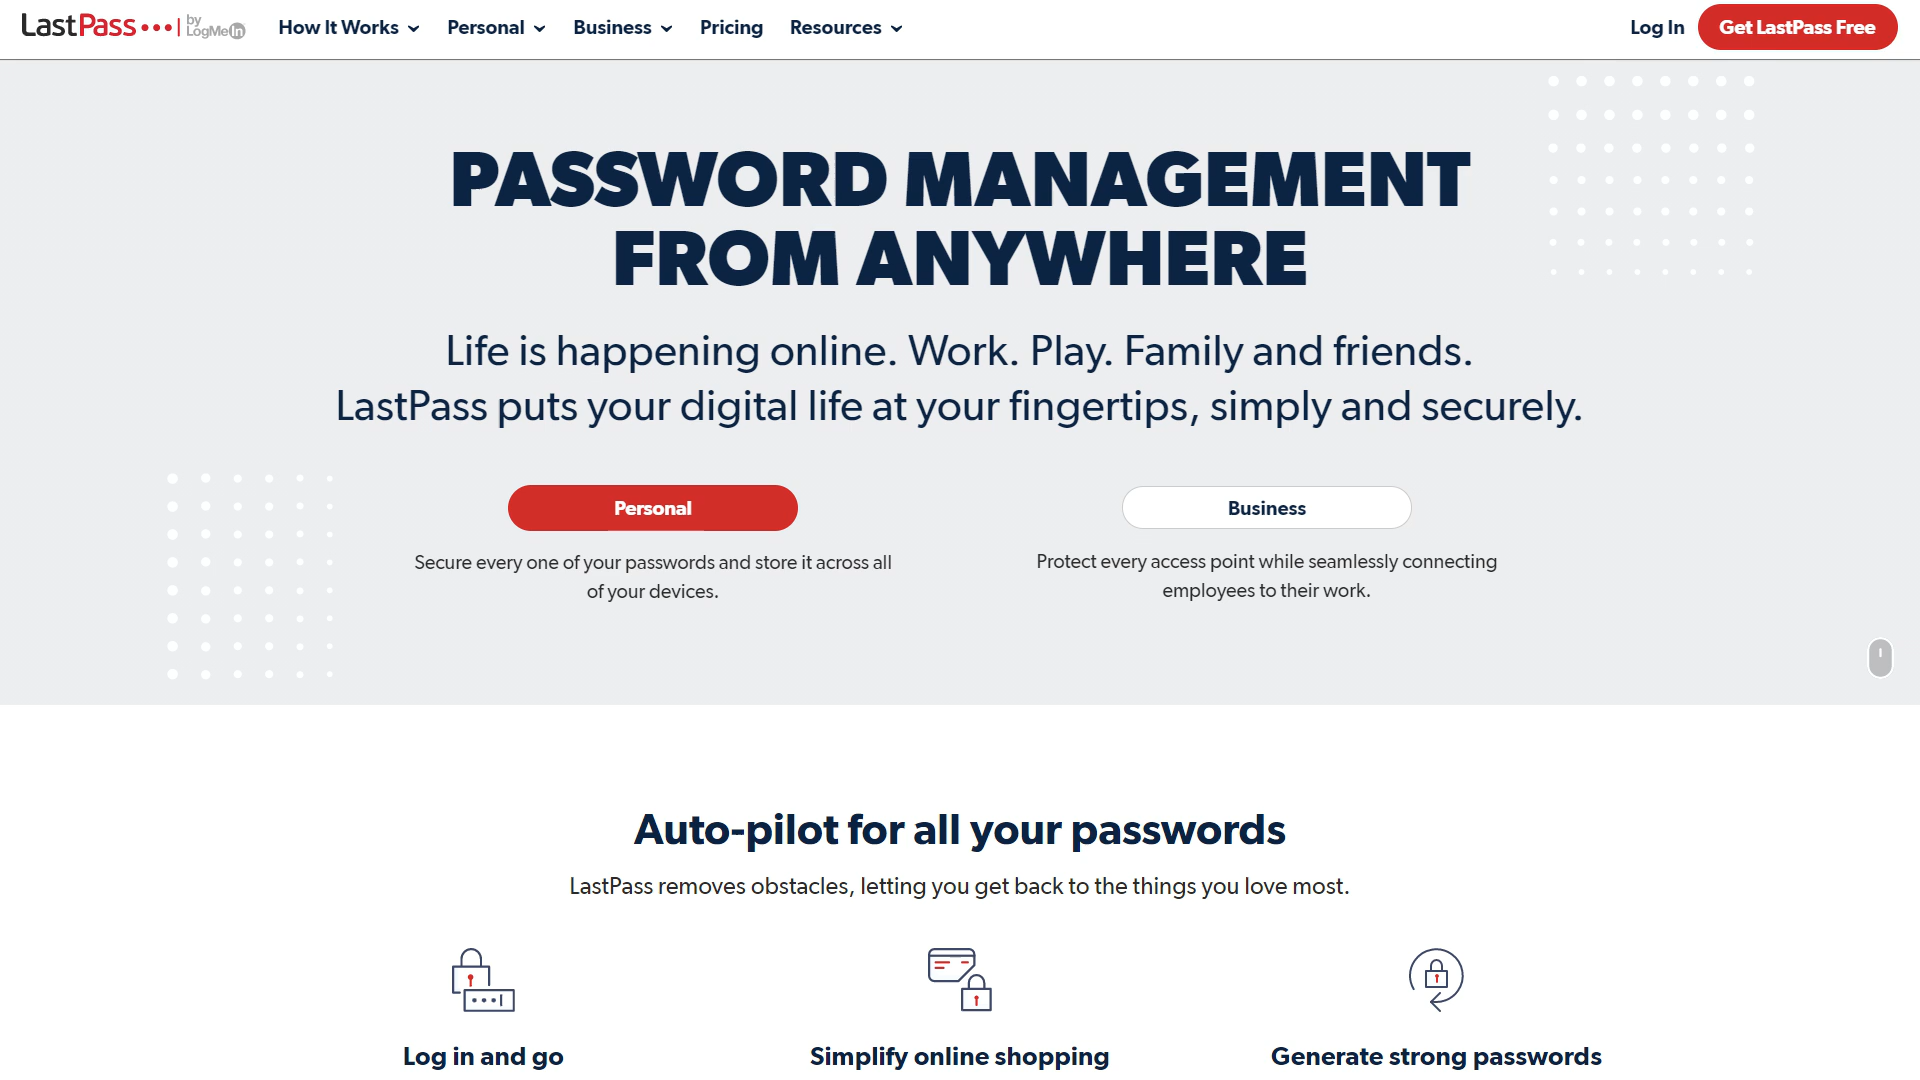 LastPass by LogMeIn
How It Works
Personal
Business
Pricing
Resources
Log In
Get LastPass Free
PASSWORD MANAGEMENT
FROM ANYWHERE
Life is happening online. Work. Play. Family and friends.
LastPass puts your digital life at your fingertips, simply and securely.
Personal
Secure every one of your passwords and store it across all
of your devices.
Business
Protect every access point while seamlessly connecting
employees to their work.
Auto-pilot for all your passwords
LastPass removes obstacles, letting you get back to the things you love most.
Log in and go
Simplify online shopping
Generate strong passwords